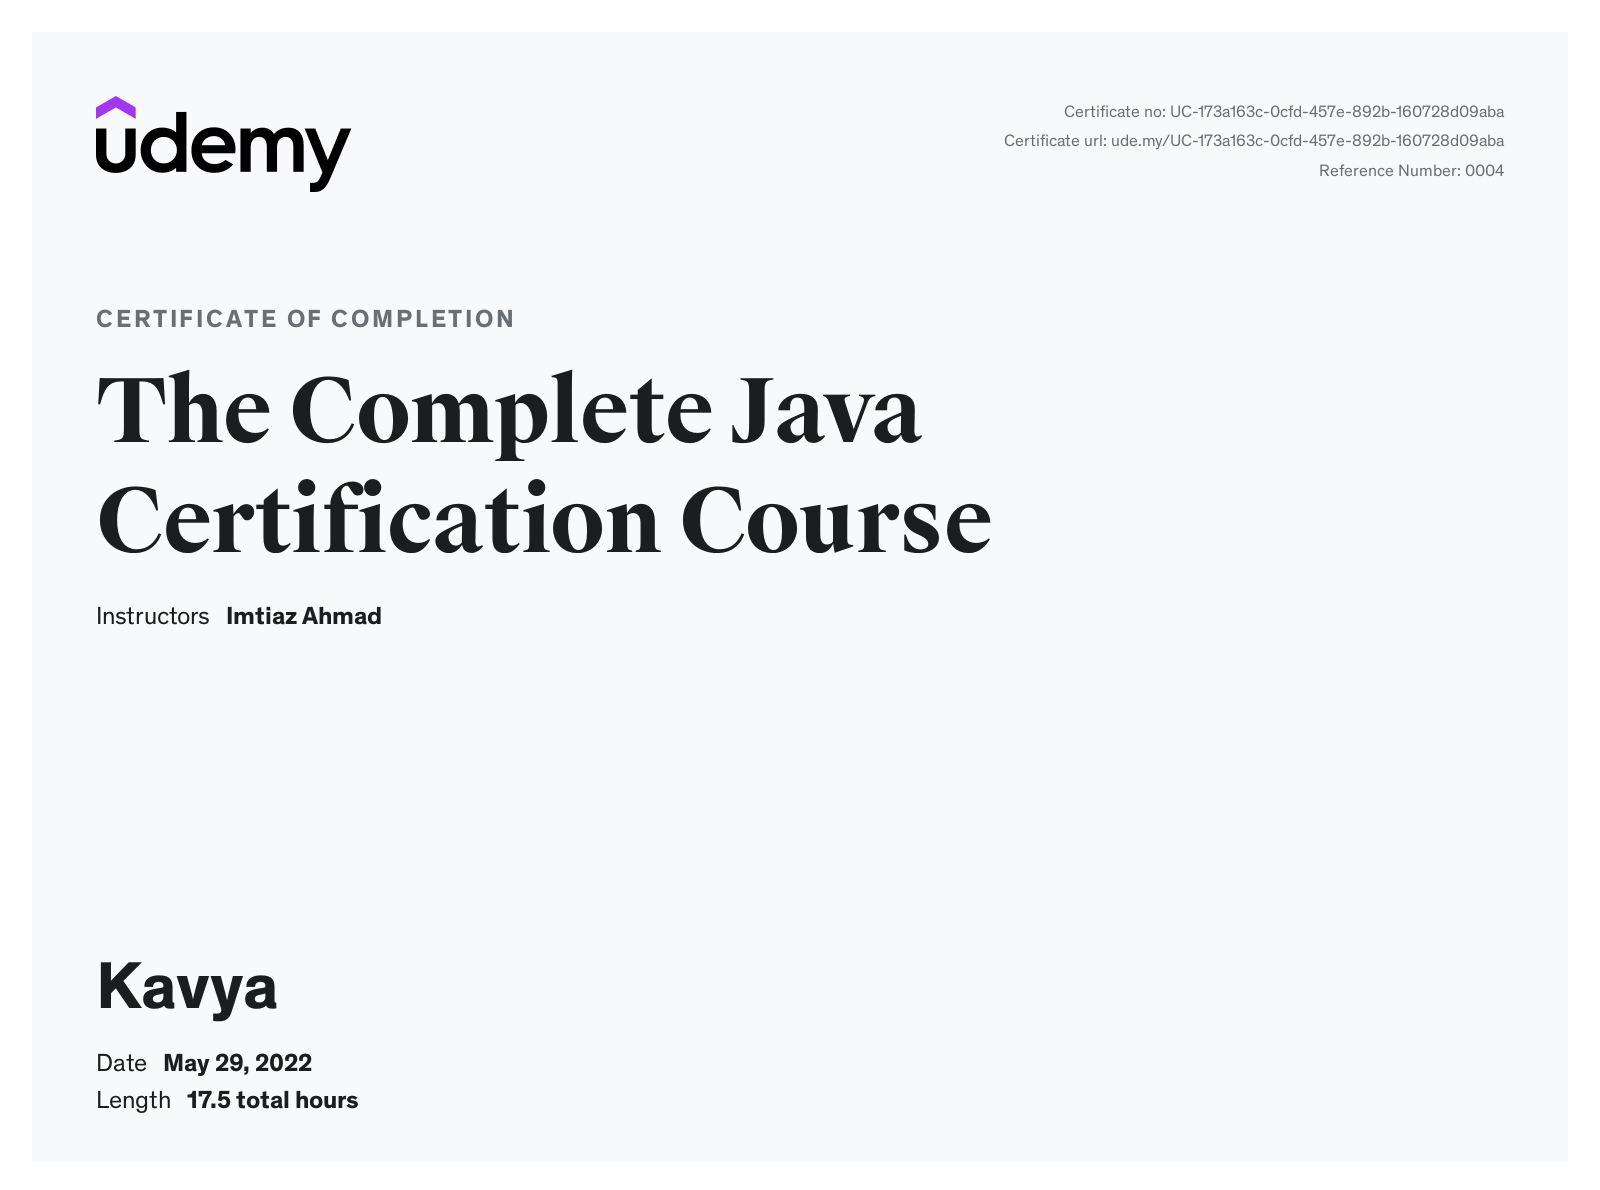 udemy
Certificate no: UC-173a163c-0cfd-457e-892b-160728d09aba
Certificate url: ude.my/UC-173a163c-0cfd-457e-892b-160728d09aba
Reference Number: 0004
CERTIFICATE OF COMPLETION
The Complete Java
Certification Course
Instructors Imtiaz Ahmad
Kavya
Date May 29, 2022
Length 17.5 total hours